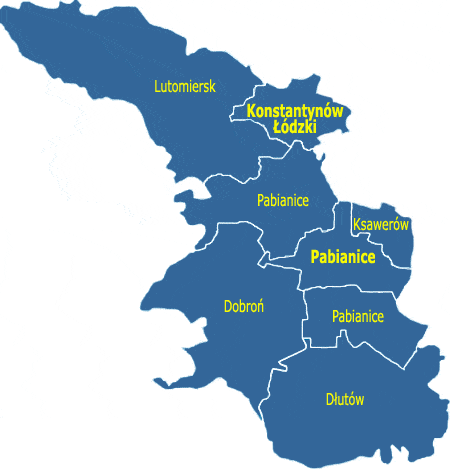 Lutomiersk
Konstantynów
Łódzki
Pabianice
Ksawerów
Pabianice
Dobroń
Pabianice
Dłutów